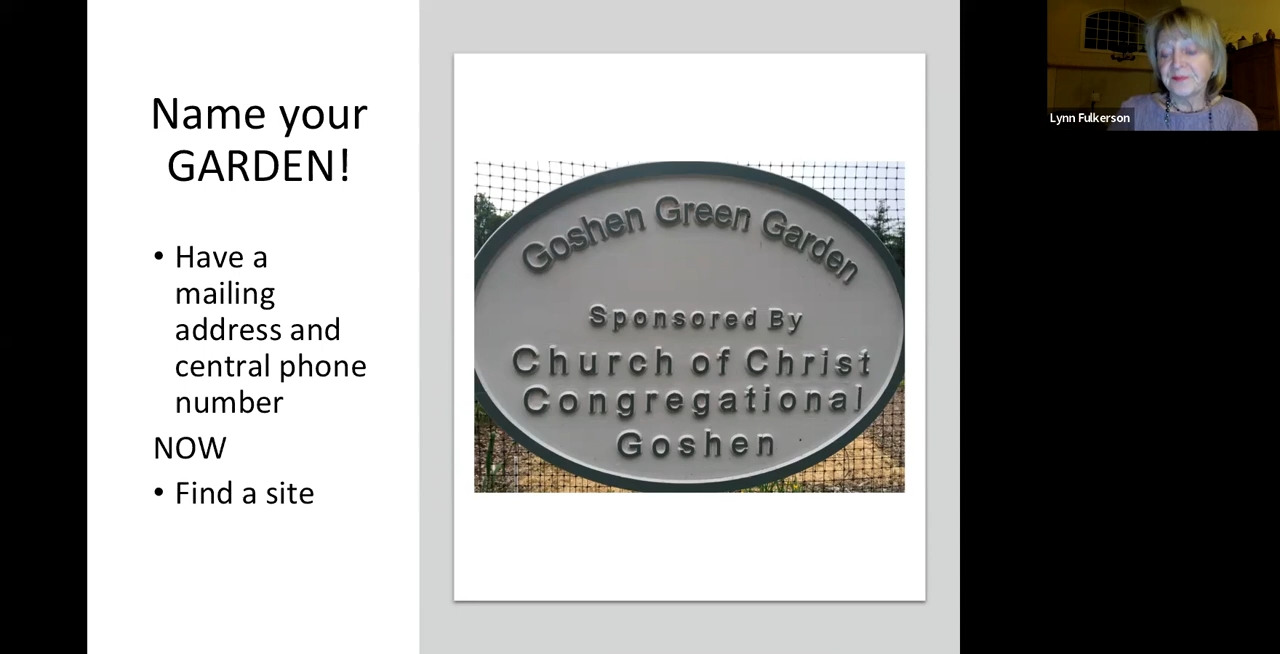 Name your
GARDEN!
• Have a
mailing
address and
central phone
number
NOW
• Find a site
Goshen Green Garden
Sponsored By
Church of Christ
Congregational
Goshen
Lynn Fulkerson